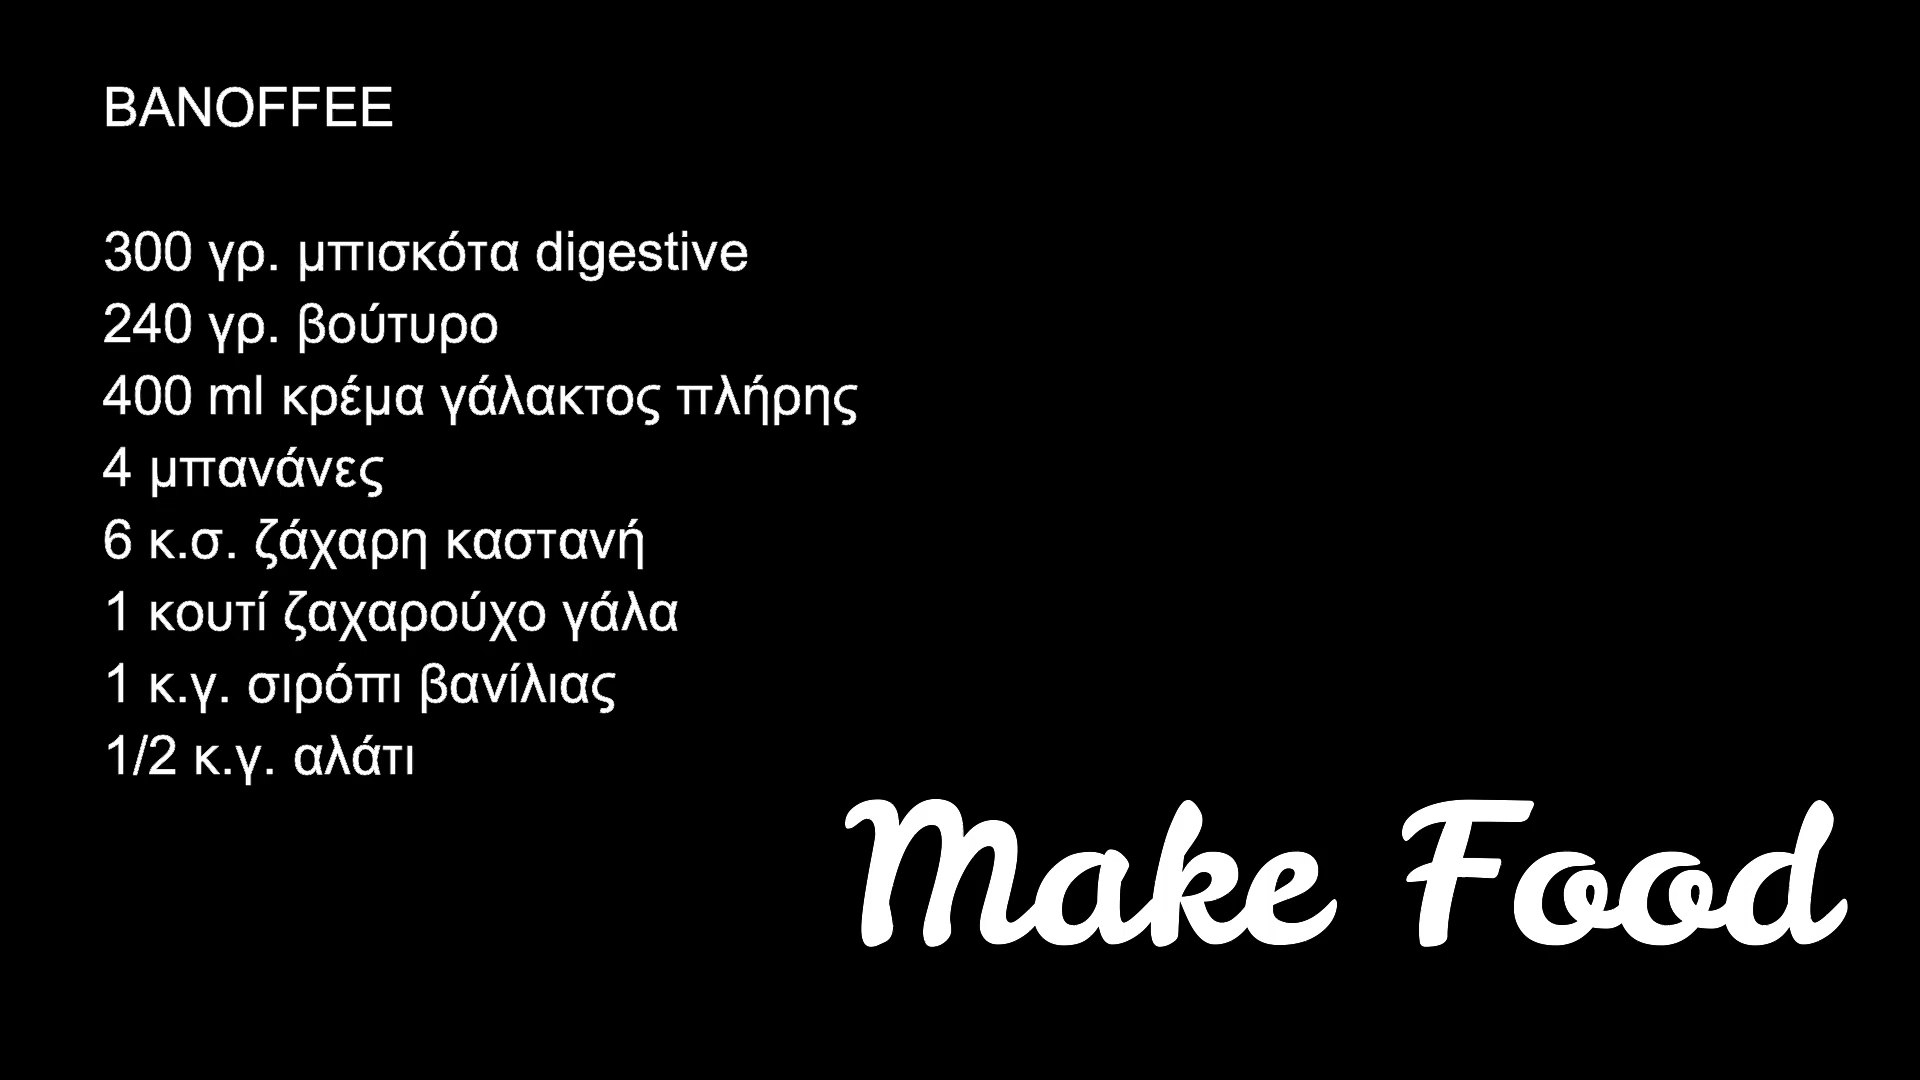 BANOFFEE
300 γρ. μπισκότα digestive
240 γρ. βούτυρο
400 ml κρέμα γάλακτος πλήρης
4 μπανάνες
6 κ.σ. ζάχαρη καστανή
1 κουτί ζαχαρούχο γάλα
1 κ.γ. σιρόπι βανίλιας
1/2 κ.γ. αλάτι
Make Food